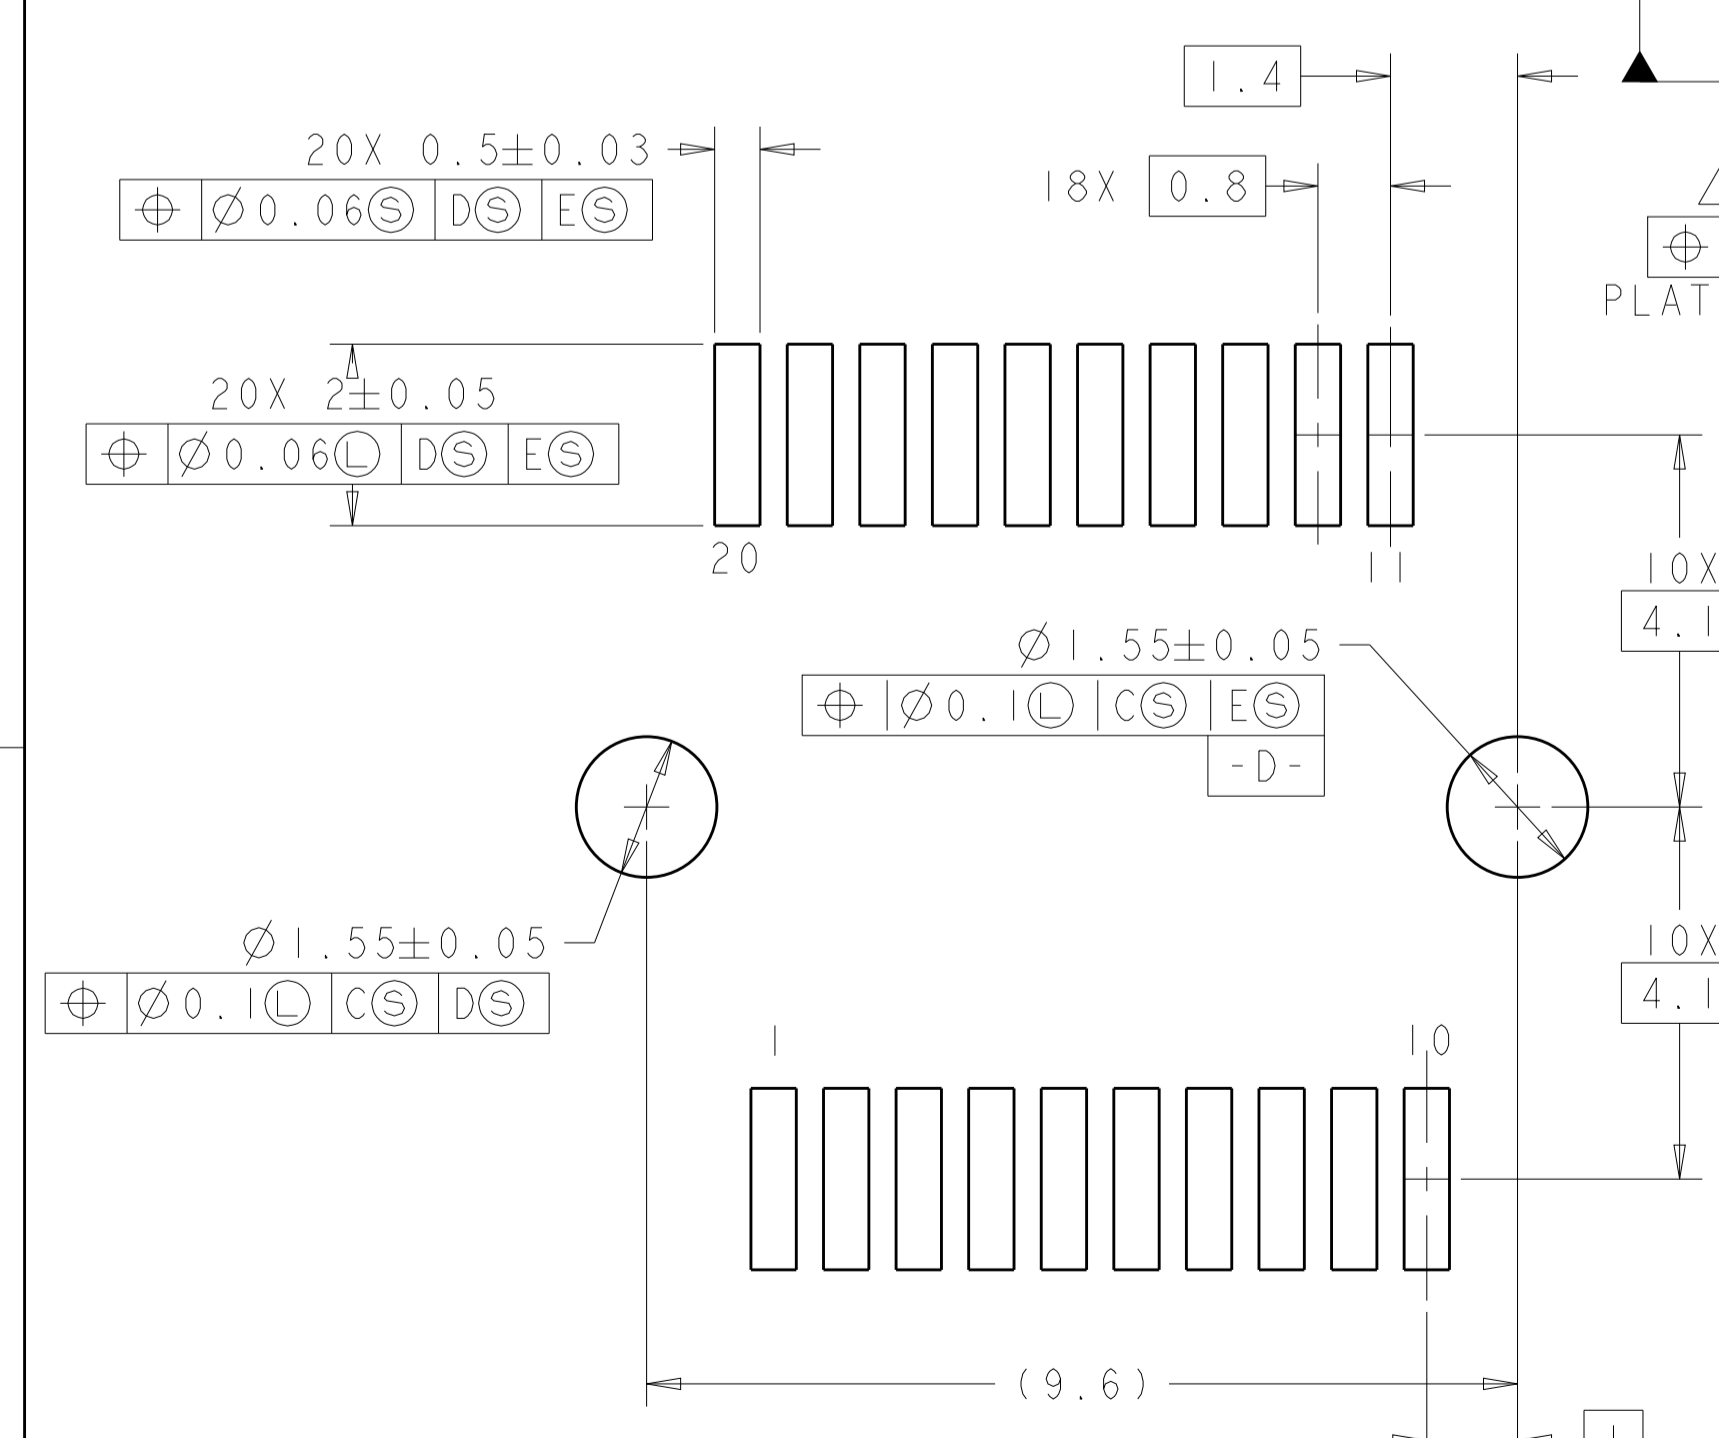 1.4
20X 0.5±0.03
18X 0.8
⌖ Ø0.06Ⓢ DⓈ EⓈ
⌖
PLAT
20X 2±0.05
⌖ Ø0.06Ⓛ DⓈ EⓈ
20
11
10X
4.1
Ø1.55±0.05
⌖ Ø0.1Ⓛ CⓈ EⓈ
-D-
Ø1.55±0.05
⌖ Ø0.1Ⓛ CⓈ DⓈ
10X
4.1
1
10
(9.6)